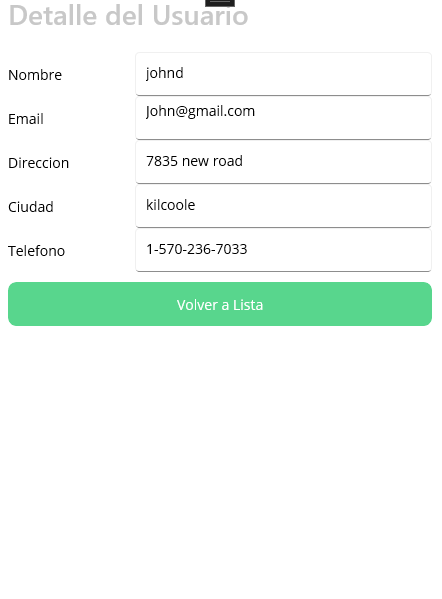 Detalle del Usuario
Nombre johnd
Email John@gmail.com
Direccion 7835 new road
Ciudad kilcoole
Telefono 1-570-236-7033
Volver a Lista